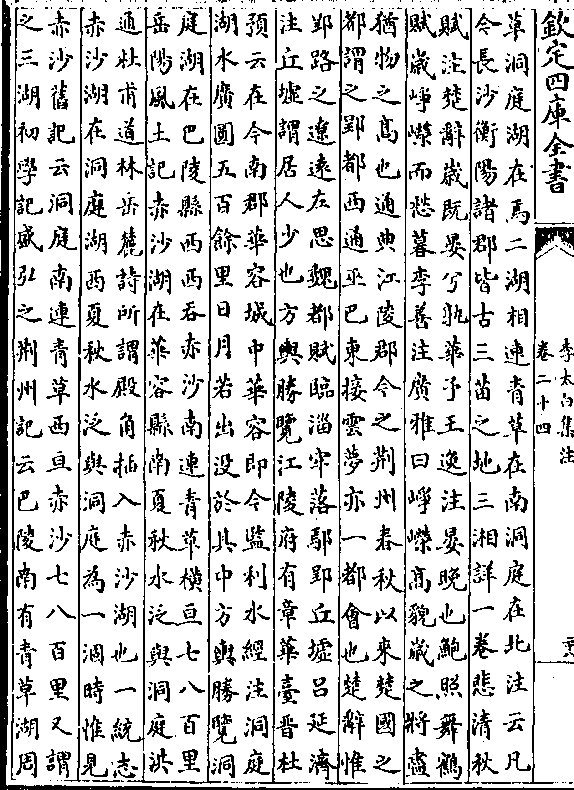 欽定四庫全書
李太白集注
卷二十四
草洞庭湖在焉二湖相連青草在南洞庭在北注云凡
今長沙衡陽諸郡皆古三苗之地三湘詳一卷悲清秋
賦注楚辭歲既晏兮孰華予王逸注晏晚也鮑照舞鶴
賦歲崢嶸而愁暮李善注廣雅曰崢嶸高貌歲之將盡
猶物之高也通典江陵郡今之荆州春秋以來楚國之
都謂之郢都西通巫巴東接雲夢亦一都會也楚辭惟
郢路之遼遠左思魏都賦臨淄牢落鄢郢丘墟呂延濟
注丘墟謂居人少也方輿勝覽江陵府有章華臺晉杜
預云在今南郡華容城中華容即今監利水經注洞庭
湖水廣圓五百餘里日月若出没於其中方輿勝覽洞
庭湖在巴陵縣西西吞赤沙南連青草橫亘七八百里
岳陽風土記赤沙湖在華容縣南夏秋水泛與洞庭洪
通杜甫道林岳麓詩所謂殿角插入赤沙湖也一統志
赤沙湖在洞庭湖西夏秋水泛與洞庭為一涸時惟見
赤沙舊記云洞庭南連青草西亘赤沙七八百里又謂
之三湖初學記盛弘之荆州記云巴陵南有青草湖周